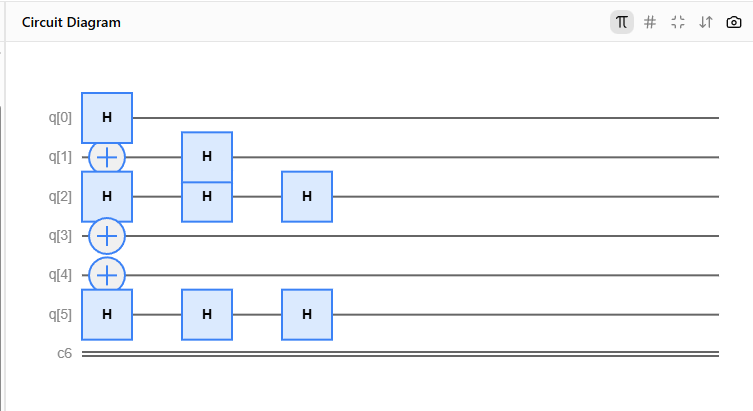 Circuit Diagram π #
q[0] H
q[1] H
q[2] H H H
q[3]
q[4]
q[5] H H H
c6